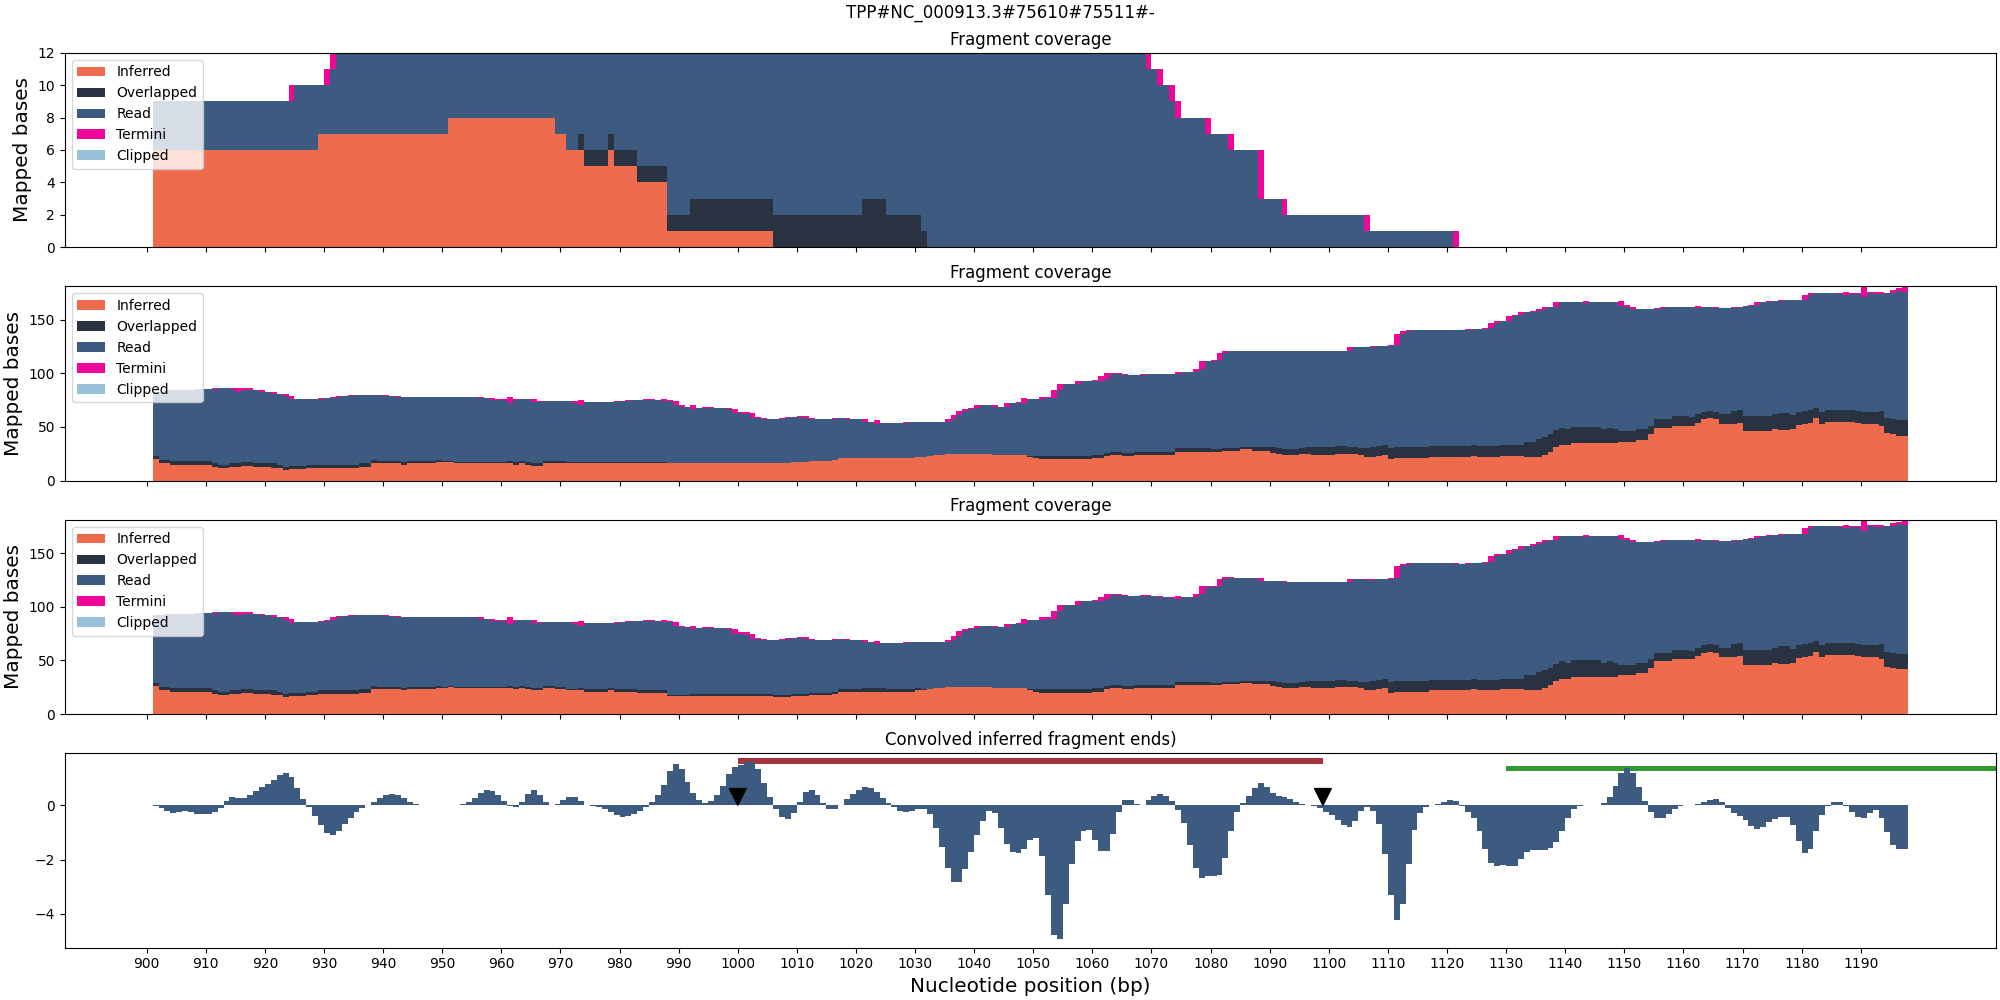 TPP#NC_000913.3#75610#75511#-
Fragment coverage
Mapped bases
12
10
8
6
4
2
0
Inferred
Overlapped
Read
Termini
Clipped
Fragment coverage
Mapped bases
150
100
50
0
Inferred
Overlapped
Read
Termini
Clipped
Fragment coverage
Mapped bases
150
100
50
0
Inferred
Overlapped
Read
Termini
Clipped
Convolved inferred fragment ends)
0
−2
−4
900 910 920 930 940 950 960 970 980 990 1000 1010 1020 1030 1040 1050 1060 1070 1080 1090 1100 1110 1120 1130 1140 1150 1160 1170 1180 1190
Nucleotide position (bp)